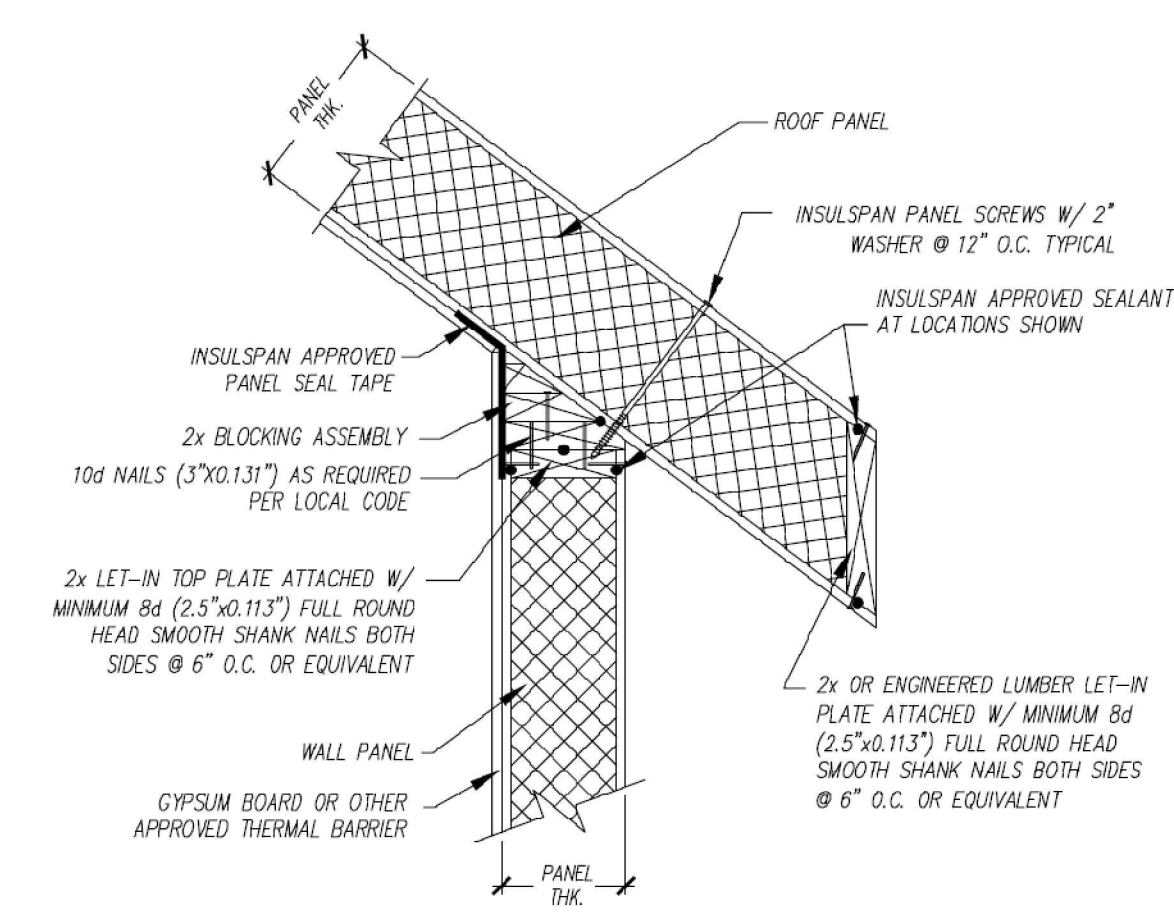 PANEL
THK.
ROOF PANEL
INSULSPAN PANEL SCREWS W/ 2"
WASHER @ 12" O.C. TYPICAL
INSULSPAN APPROVED SEALANT
AT LOCATIONS SHOWN
INSULSPAN APPROVED
PANEL SEAL TAPE
2x BLOCKING ASSEMBLY
10d NAILS (3"X0.131") AS REQUIRED
PER LOCAL CODE
2x LET-IN TOP PLATE ATTACHED W/
MINIMUM 8d (2.5"x0.113") FULL ROUND
HEAD SMOOTH SHANK NAILS BOTH
SIDES @ 6" O.C. OR EQUIVALENT
WALL PANEL
GYPSUM BOARD OR OTHER
APPROVED THERMAL BARRIER
2x OR ENGINEERED LUMBER LET-IN
PLATE ATTACHED W/ MINIMUM 8d
(2.5"x0.113") FULL ROUND HEAD
SMOOTH SHANK NAILS BOTH SIDES
@ 6" O.C. OR EQUIVALENT
PANEL
THK.